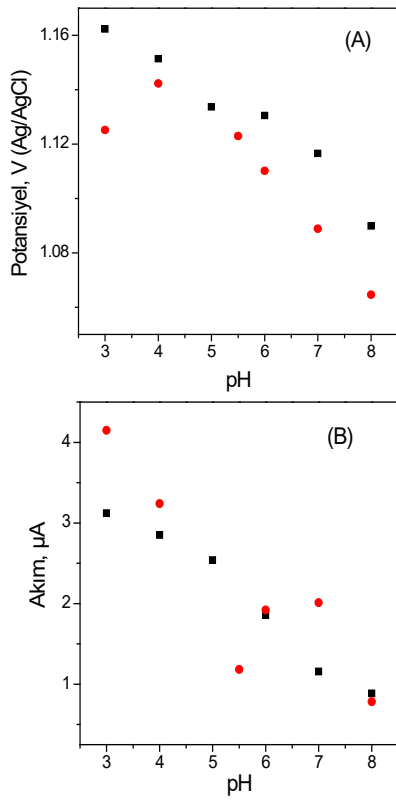 (A)
Potansiyel, V (Ag/AgCl)
1.16
1.12
1.08
3 4 5 6 7 8
pH
(B)
Akım, µA
4
3
2
1
3 4 5 6 7 8
pH